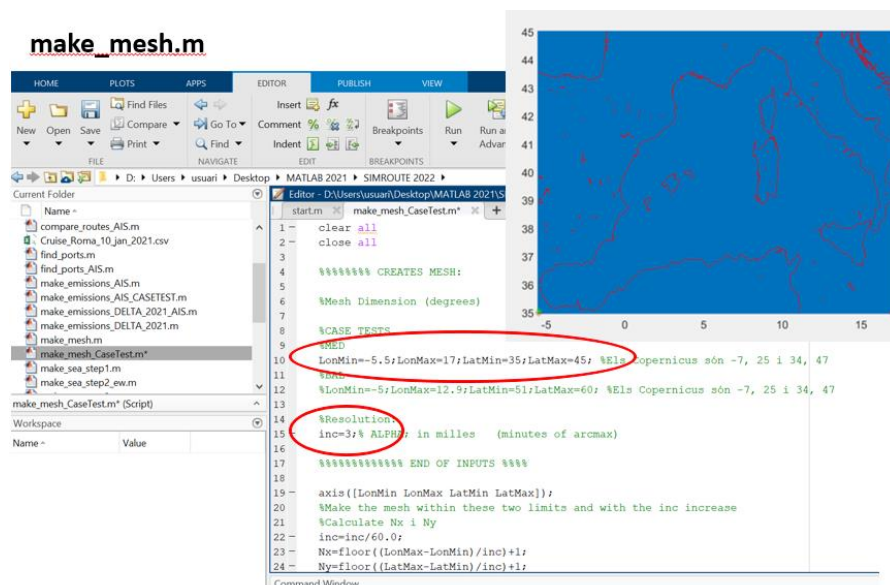 make_mesh.m
45
44
43
42
41
40
39
38
37
36
35
-5 0 5 10 15
HOME PLOTS APPS EDITOR PUBLISH VIEW
New Open Save
Find Files
Compare
Print
Go To
Find
Insert fx
Comment %
Indent
Breakpoints
Run
Advan
FILE NAVIGATE EDIT BREAKPOINTS
D: Users usuari Desktop MATLAB 2021 SIMROUTE 2022
Current Folder
Name
compare_routes_AIS.m
Cruise_Roma_10_jan_2021.csv
find_ports.m
find_ports_AIS.m
make_emissions_AIS.m
make_emissions_AIS_CASETEST.m
make_emissions_DELTA_2021_AIS.m
make_emissions_DELTA_2021.m
make_mesh.m
make_mesh_CaseTest.m*
make_sea_step1.m
make_sea_step2_ew.m
make_mesh_CaseTest.m* (Script)
Workspace
Name Value
Editor - D:\Users\usuari\Desktop\MATLAB 2021\S
start.m make_mesh_CaseTest.m* +
1 - clear all
2 - close all
3
4 %%%%%%%% CREATES MESH:
5
6 %Mesh Dimension (degrees)
7
8 %CASE TESTS
9 %MED
10 LonMin=-5.5;LonMax=17;LatMin=35;LatMax=45; %Els Copernicus són -7, 25 i 34, 47
11
12 %LonMin=-5;LonMax=12.9;LatMin=51;LatMax=60; %Els Copernicus són -7, 25 i 34, 47
13
14 %Resolution:
15 - inc=3;% ALPHA; in milles (minutes of arcmax)
16
17 %%%%%%%%%%%%% END OF INPUTS %%%%
18
19 - axis([LonMin LonMax LatMin LatMax]);
20 %Make the mesh within these two limits and with the inc increase
21 %Calculate Nx i Ny
22 - inc=inc/60.0;
23 - Nx=floor((LonMax-LonMin)/inc)+1;
24 - Ny=floor((LatMax-LatMin)/inc)+1;
Command Window